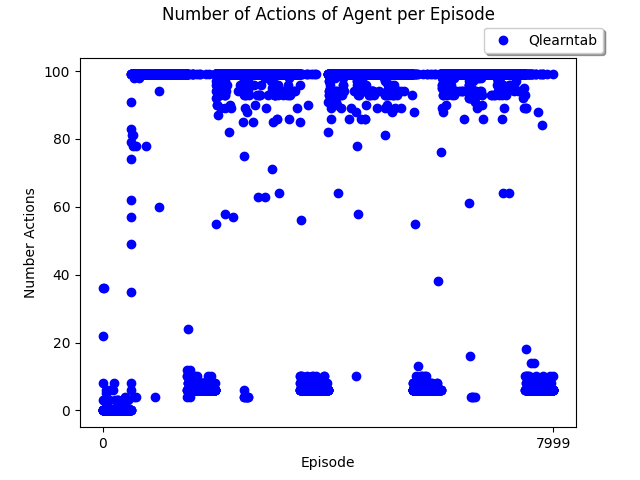 Number of Actions of Agent per Episode
Qlearntab
100
80
60
40
20
0
Number Actions
0 7999
Episode